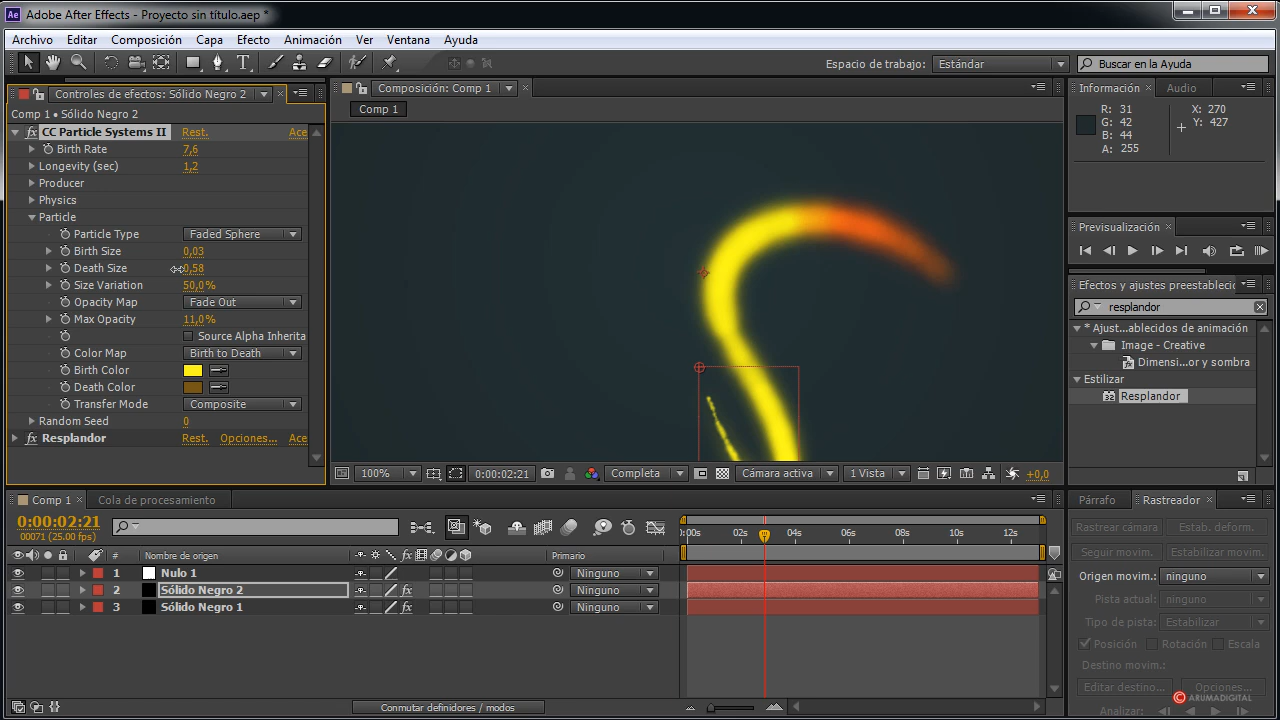 Ae Adobe After Effects - Proyecto sin título.aep *
Archivo Editar Composición Capa Efecto Animación Ver Ventana Ayuda
Espacio de trabajo: Estándar Buscar en la Ayuda
Controles de efectos: Sólido Negro 2
Comp 1 • Sólido Negro 2
fx CC Particle Systems II Rest. Ace
Birth Rate 7,6
Longevity (sec) 1,2
Producer
Physics
Particle
Particle Type Faded Sphere
Birth Size 0,03
Death Size 0,58
Size Variation 50,0%
Opacity Map Fade Out
Max Opacity 11,0%
Source Alpha Inherita
Color Map Birth to Death
Birth Color
Death Color
Transfer Mode Composite
Random Seed 0
fx Resplandor Rest. Opciones... Ace
Composición: Comp 1
Comp 1
100% 0:00:02:21 Completa Cámara activa 1 Vista +0,0
Información Audio
R: 31 X: 270
G: 42 Y: 427
B: 44
A: 255
Previsualización
Efectos y ajustes preestableci
resplandor
* Ajust...ablecidos de animación
Image - Creative
Dimensi...or y sombra
Estilizar
32 Resplandor
Comp 1 Cola de procesamiento
0:00:02:21
00071 (25.00 fps)
# Nombre de origen fx Primario
1 Nulo 1 Ninguno
2 Sólido Negro 2 fx Ninguno
3 Sólido Negro 1 fx Ninguno
):00s 02s 04s 06s 08s 10s 12s
Conmutar definidores / modos
Párrafo Rastreador
Rastrear cámara Estab. deform.
Seguir movim. Estabilizar movim.
Origen movim.: ninguno
Pista actual: ninguno
Tipo de pista: Estabilizar
Posición Rotación Escala
Destino movim.:
Editar destino... Opciones...
Analizar:
© ARUMADIGITAL